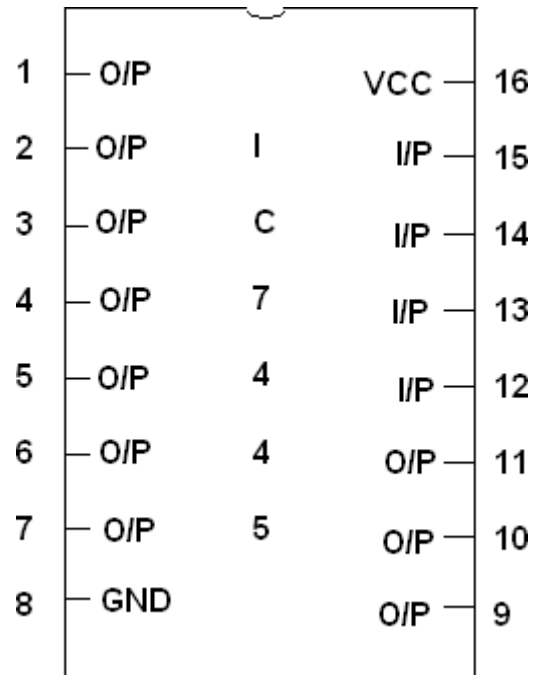 1 O/P VCC 16
2 O/P I I/P 15
3 O/P C I/P 14
4 O/P 7 I/P 13
5 O/P 4 I/P 12
6 O/P 4 O/P 11
7 O/P 5 O/P 10
8 GND O/P 9